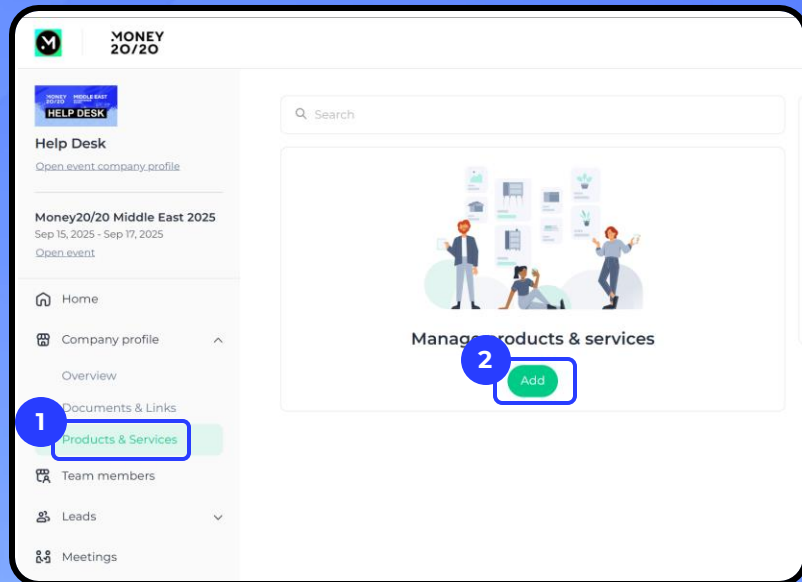 MONEY
20/20
MONEY MIDDLE EAST
20/20
HELP DESK
Help Desk
Open event company profile
Money20/20 Middle East 2025
Sep 15, 2025 - Sep 17, 2025
Open event
Home
Company profile
Overview
Documents & Links
1
Products & Services
Team members
Leads
Meetings
Search
Manage products & services
2
Add